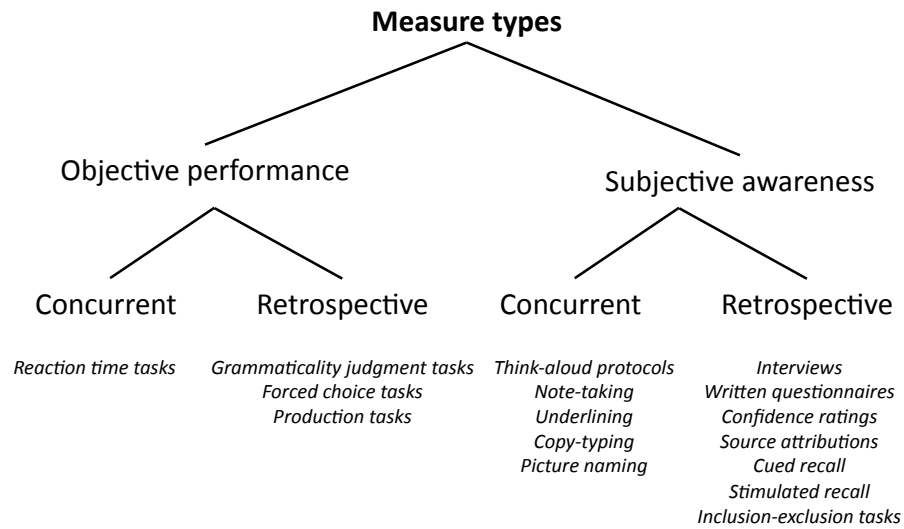 Measure types
Objective performance
Subjective awareness
Concurrent
Retrospective
Concurrent
Retrospective
Reaction time tasks
Grammaticality judgment tasks
Forced choice tasks
Production tasks
Think-aloud protocols
Note-taking
Underlining
Copy-typing
Picture naming
Interviews
Written questionnaires
Confidence ratings
Source attributions
Cued recall
Stimulated recall
Inclusion-exclusion tasks